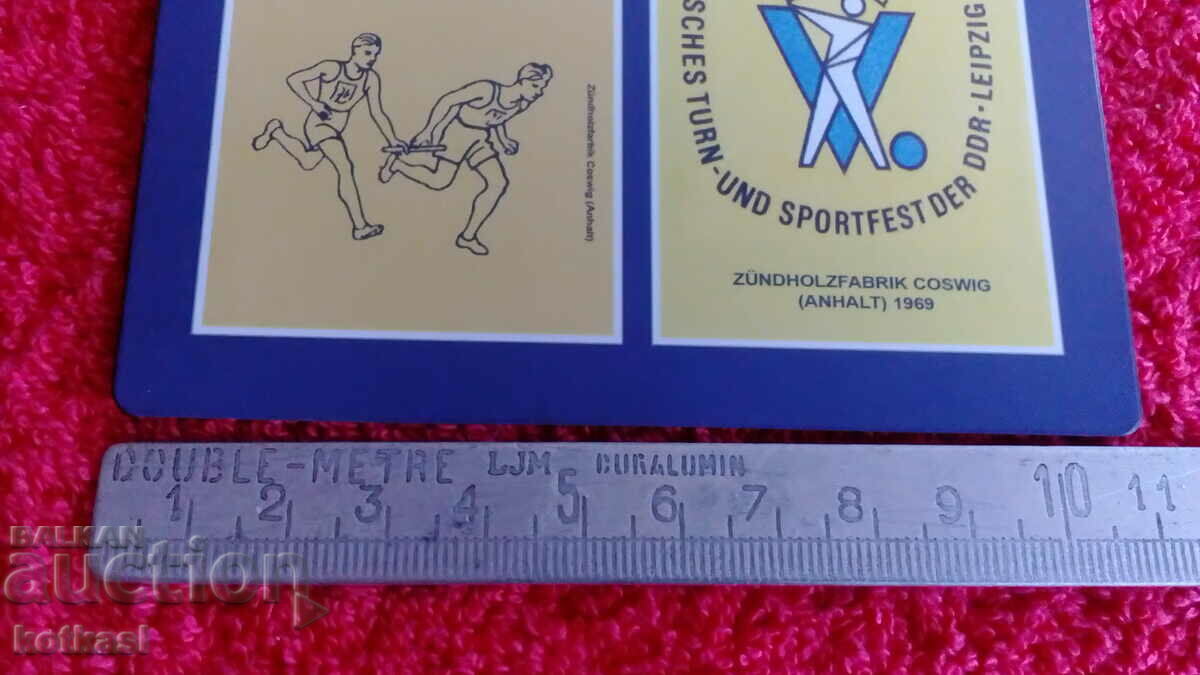 Zündholzfabrik Coswig (Anhalt)
SCHES TURN-UND SPORTFEST DER DDR·LEIPZIG
ZÜNDHOLZFABRIK COSWIG
(ANHALT) 1969
DOUBLE-METRE LJM DURALUMIN
1 2 3 4 5 6 7 8 9 10 11
BALKAN
auction
kotkasl